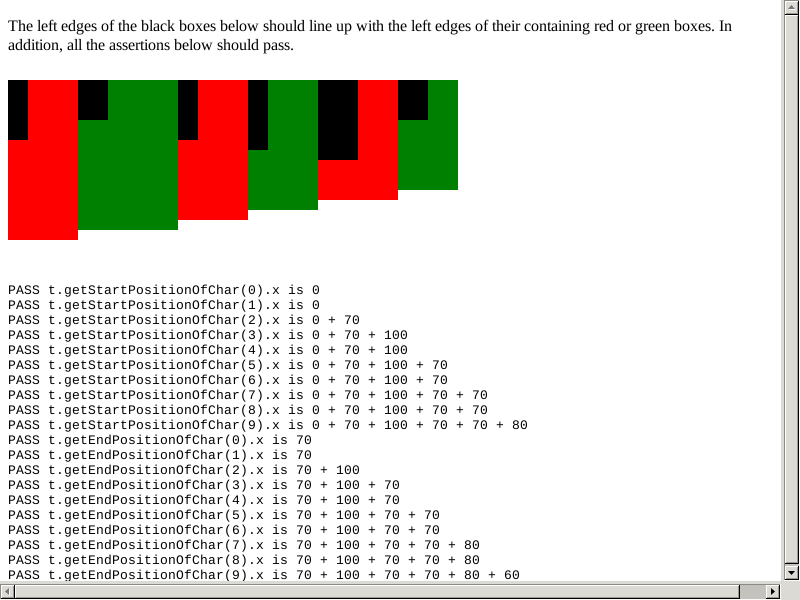 The left edges of the black boxes below should line up with the left edges of their containing red or green boxes. In
addition, all the assertions below should pass.
PASS t.getStartPositionOfChar(0).x is 0
PASS t.getStartPositionOfChar(1).x is 0
PASS t.getStartPositionOfChar(2).x is 0 + 70
PASS t.getStartPositionOfChar(3).x is 0 + 70 + 100
PASS t.getStartPositionOfChar(4).x is 0 + 70 + 100
PASS t.getStartPositionOfChar(5).x is 0 + 70 + 100 + 70
PASS t.getStartPositionOfChar(6).x is 0 + 70 + 100 + 70
PASS t.getStartPositionOfChar(7).x is 0 + 70 + 100 + 70 + 70
PASS t.getStartPositionOfChar(8).x is 0 + 70 + 100 + 70 + 70
PASS t.getStartPositionOfChar(9).x is 0 + 70 + 100 + 70 + 70 + 80
PASS t.getEndPositionOfChar(0).x is 70
PASS t.getEndPositionOfChar(1).x is 70
PASS t.getEndPositionOfChar(2).x is 70 + 100
PASS t.getEndPositionOfChar(3).x is 70 + 100 + 70
PASS t.getEndPositionOfChar(4).x is 70 + 100 + 70
PASS t.getEndPositionOfChar(5).x is 70 + 100 + 70 + 70
PASS t.getEndPositionOfChar(6).x is 70 + 100 + 70 + 70
PASS t.getEndPositionOfChar(7).x is 70 + 100 + 70 + 70 + 80
PASS t.getEndPositionOfChar(8).x is 70 + 100 + 70 + 70 + 80
PASS t.getEndPositionOfChar(9).x is 70 + 100 + 70 + 70 + 80 + 60